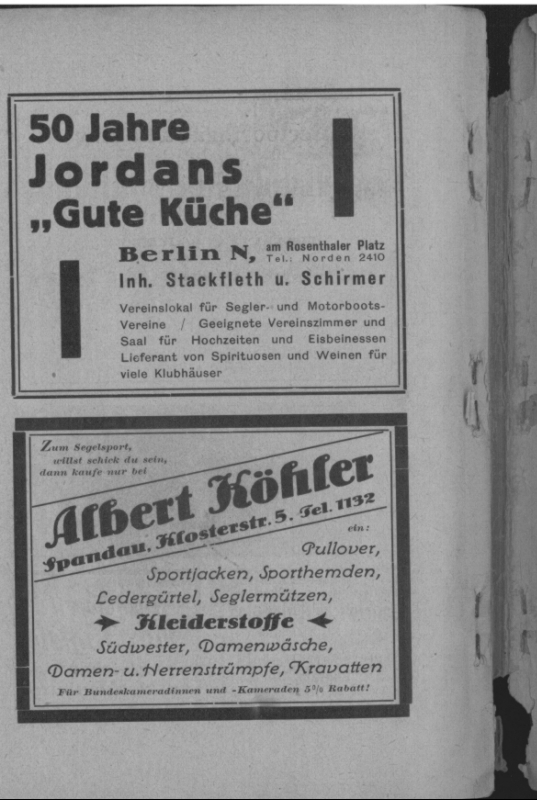 50 Jahre
Jordans
„Gute Küche“
Berlin N, am Rosenthaler Platz
Tel.: Norden 2410
Inh. Stackfleth u. Schirmer
Vereinslokal für Segler- und Motorboots-
Vereine / Geeignete Vereinszimmer und
Saal für Hochzeiten und Eisbeinessen
Lieferant von Spirituosen und Weinen für
viele Klubhäuser
Zum Segelsport,
willst schick du sein,
dann kaufe nur bei
Albert Köhler
Spandau, Klosterstr. 5. Tel. 1132
ein:
Pullover,
Sportjacken, Sporthemden,
Ledergürtel, Seglermützen,
Kleiderstoffe
Südwester, Damenwäsche,
Damen- u. Herrenstrümpfe, Kravatten
Für Bundeskameradinnen und -Kameraden 5% Rabatt!